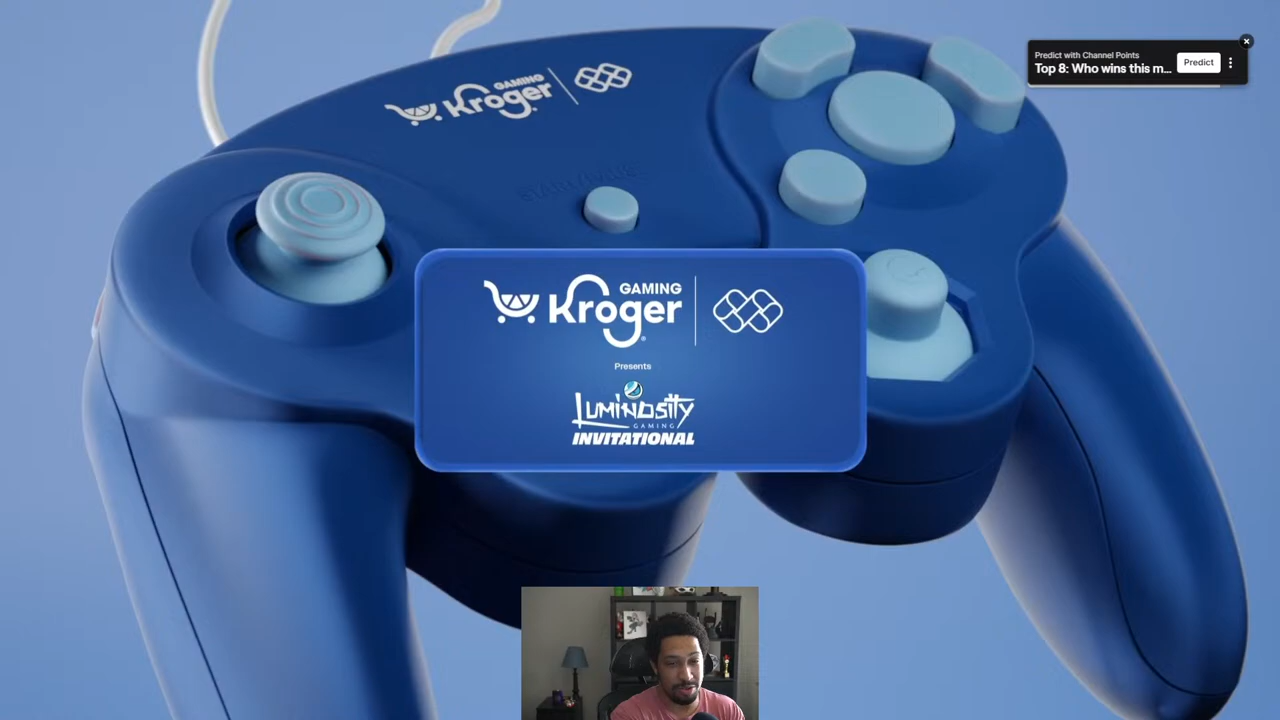 GAMING
Kroger
Predict with Channel Points
Top 8: Who wins this m...
Predict
GAMING
Kroger
Presents
LUMINOSITY
GAMING
INVITATIONAL